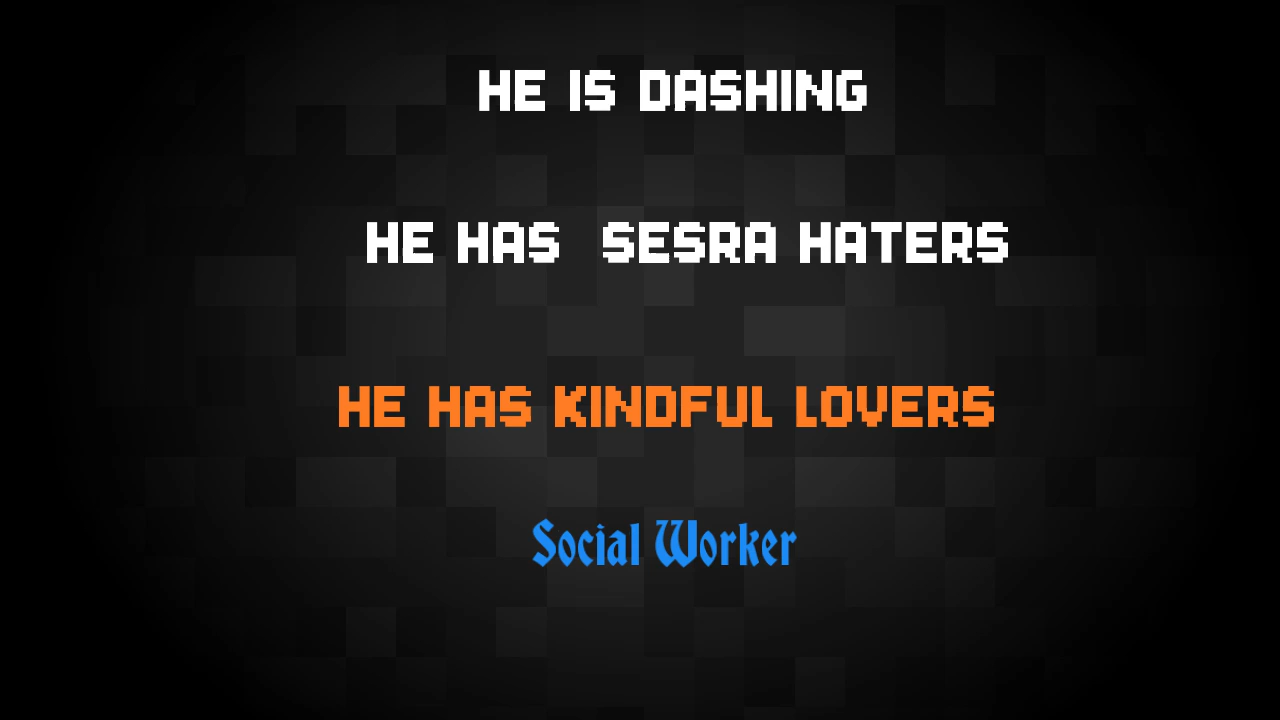 HE IS DASHING
HE HAS SESRA HATERS
HE HAS KINDFUL LOVERS
Social Worker